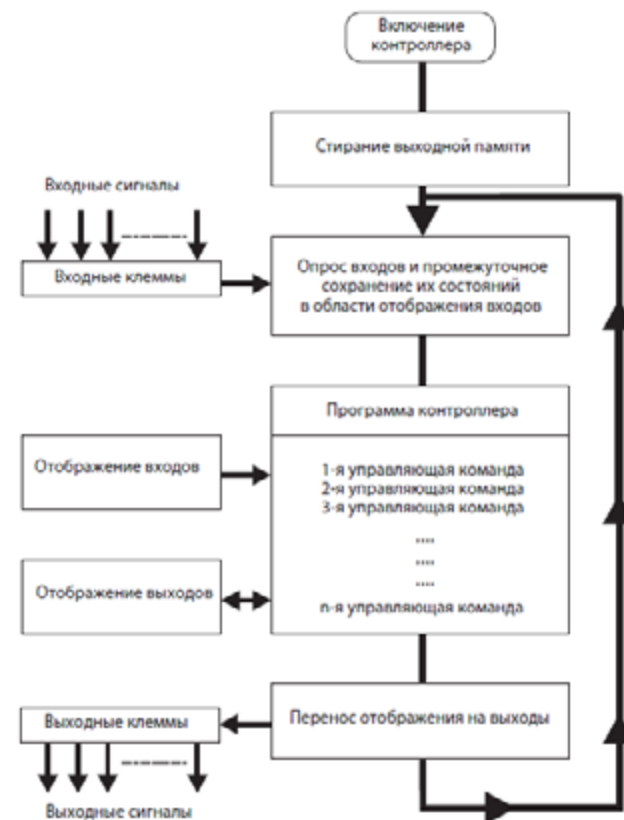 Включение
контроллера
Стирание выходной памяти
Входные сигналы
Входные клеммы
Опрос входов и промежуточное
сохранение их состояний
в области отображения входов
Программа контроллера
Отображение входов
1-я управляющая команда
2-я управляющая команда
3-я управляющая команда
....
....
....
Отображение выходов
n-я управляющая команда
Выходные клеммы
Перенос отображения на выходы
Выходные сигналы